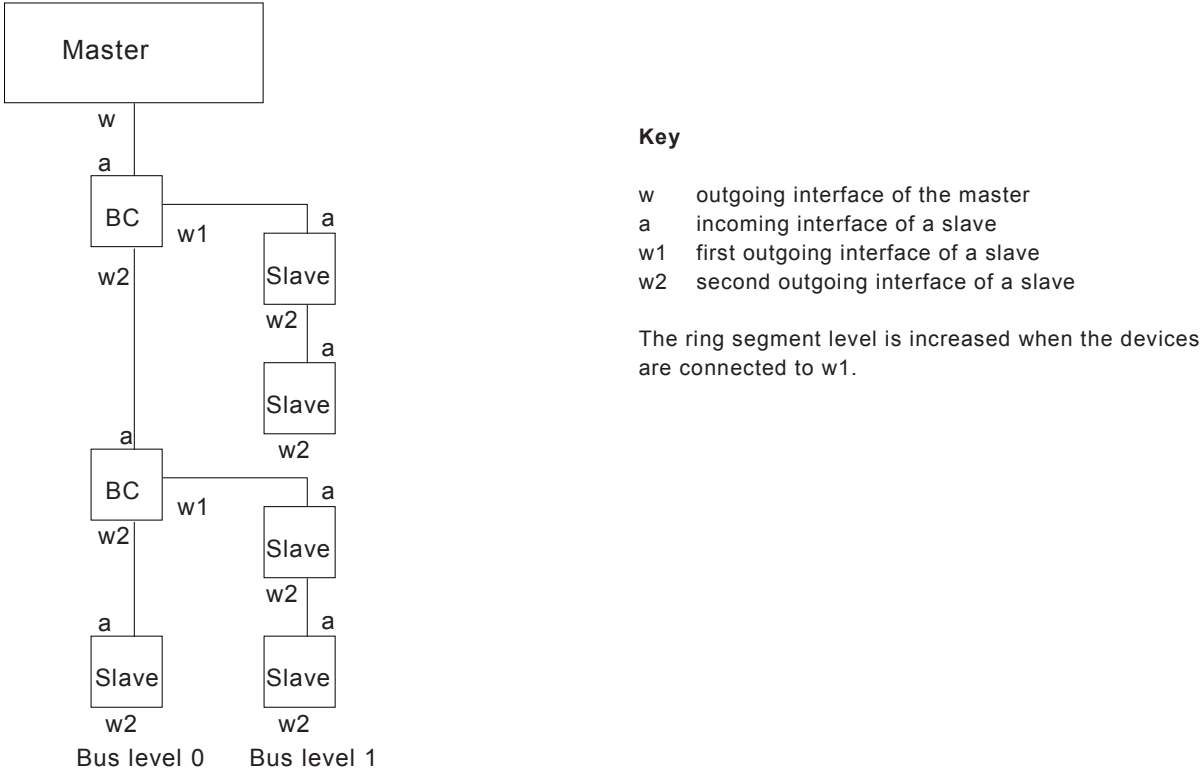 Master
w
a
BC
w1
a
w2
Slave
w2
a
Slave
w2
a
BC
w1
a
w2
Slave
w2
a
a
Slave
Slave
w2
w2
Bus level 0
Bus level 1
Key
w outgoing interface of the master
a incoming interface of a slave
w1 first outgoing interface of a slave
w2 second outgoing interface of a slave
The ring segment level is increased when the devices
are connected to w1.